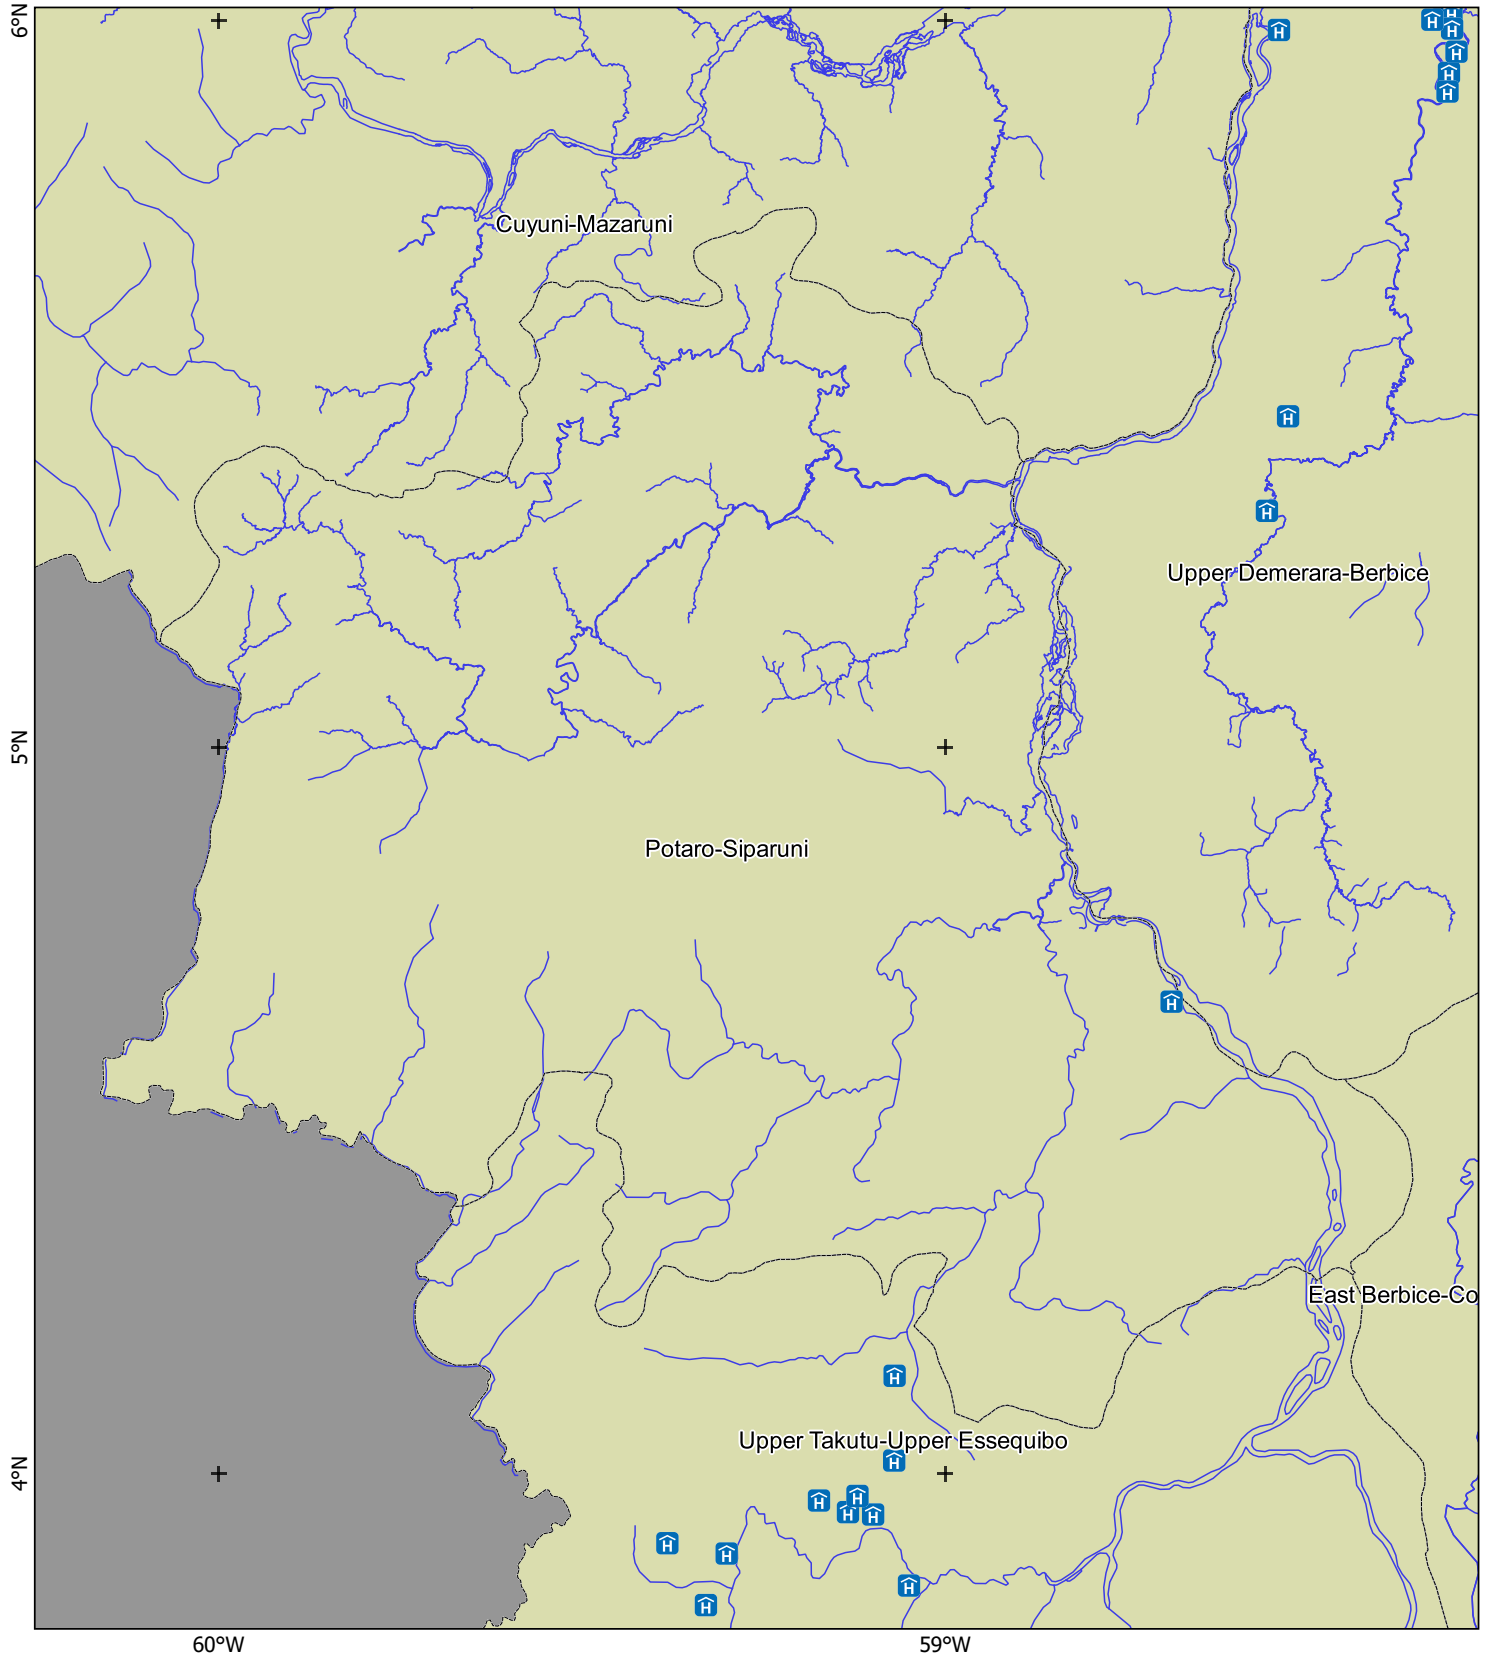 6°N
Cuyuni-Mazaruni
Upper Demerara-Berbice
5°N
Potaro-Siparuni
East Berbice-Co
Upper Takutu-Upper Essequibo
4°N
60°W
59°W